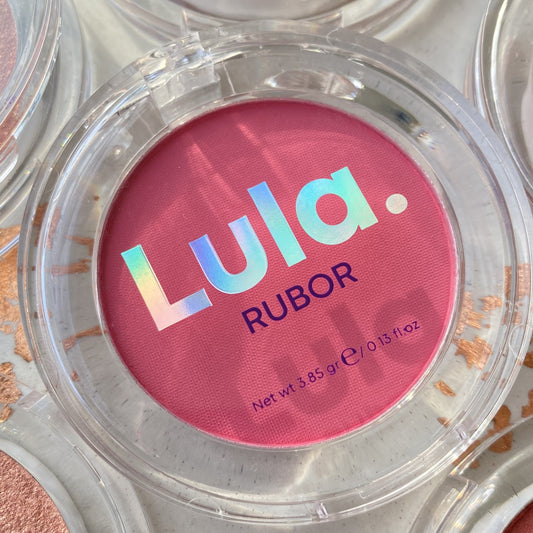 Lula.
RUBOR
Net wt 3.85 gr ℮ / 0.13 fl.oz